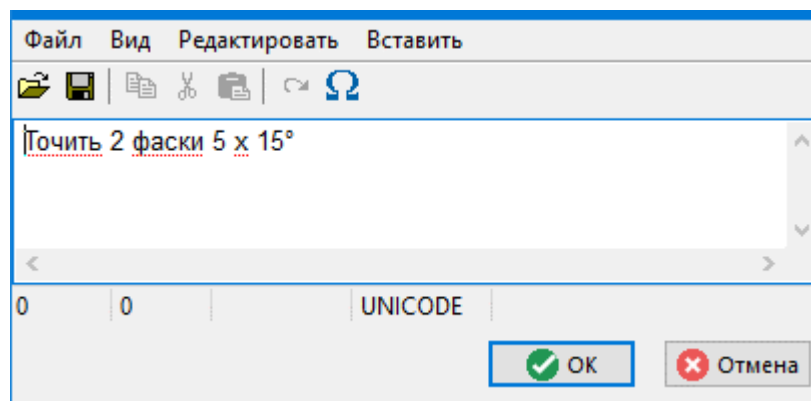 Файл Вид Редактировать Вставить
Точить 2 фаски 5 х 15°
0 0 UNICODE
OK Отмена